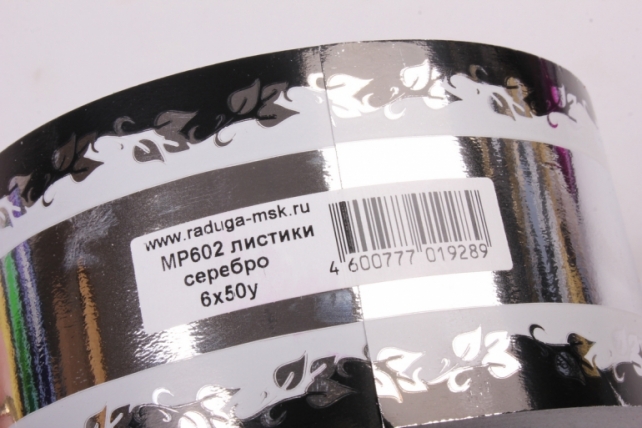 www.raduga-msk.ru
MP602 листики
серебро
6x50y
4 600777 019289